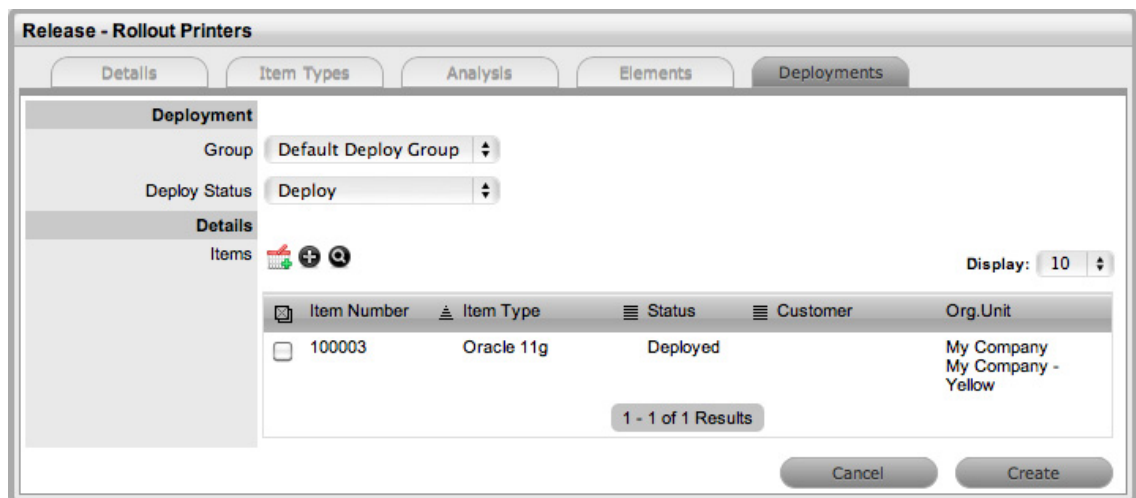 Release - Rollout Printers
Details Item Types Analysis Elements Deployments
Deployment
Group Default Deploy Group
Deploy Status Deploy
Details
Items
Display: 10
Item Number Item Type Status Customer Org.Unit
100003 Oracle 11g Deployed My Company
My Company -
Yellow
1 - 1 of 1 Results
Cancel Create